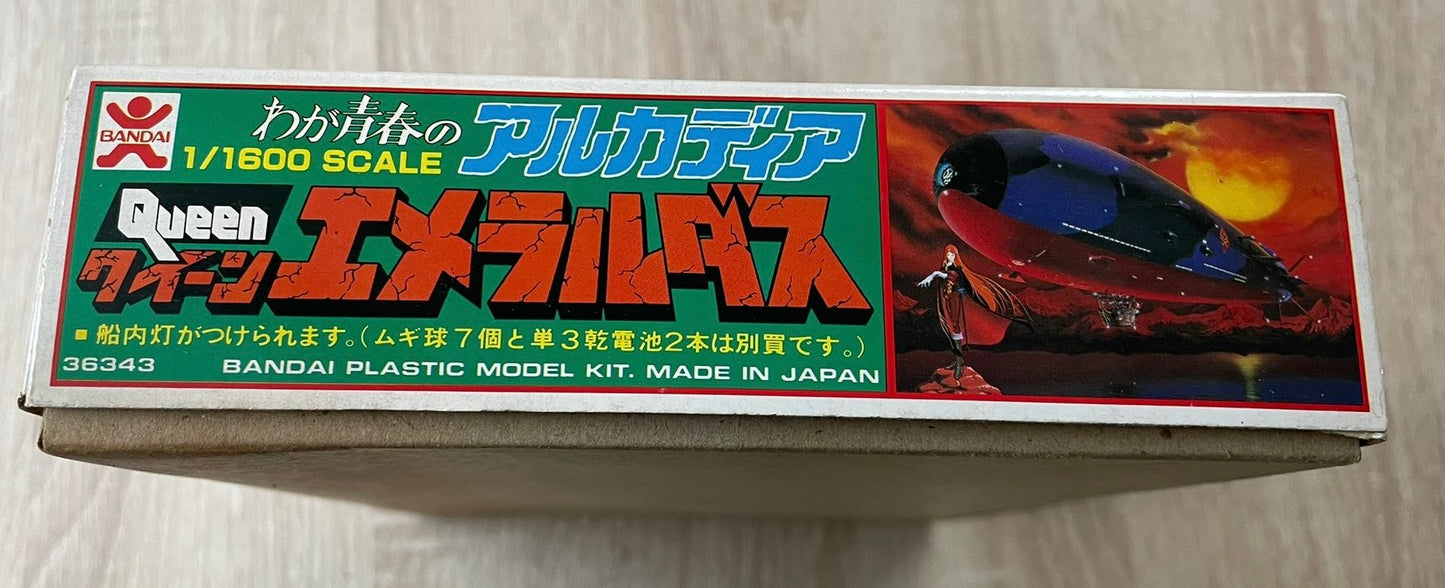 BANDAI
わが青春のアルカディア
1/1600 SCALE
Queen
クイーンエメラルダス
■ 船内灯がつけられます。(ムギ球7個と単3乾電池2本は別買です。)
36343 BANDAI PLASTIC MODEL KIT. MADE IN JAPAN